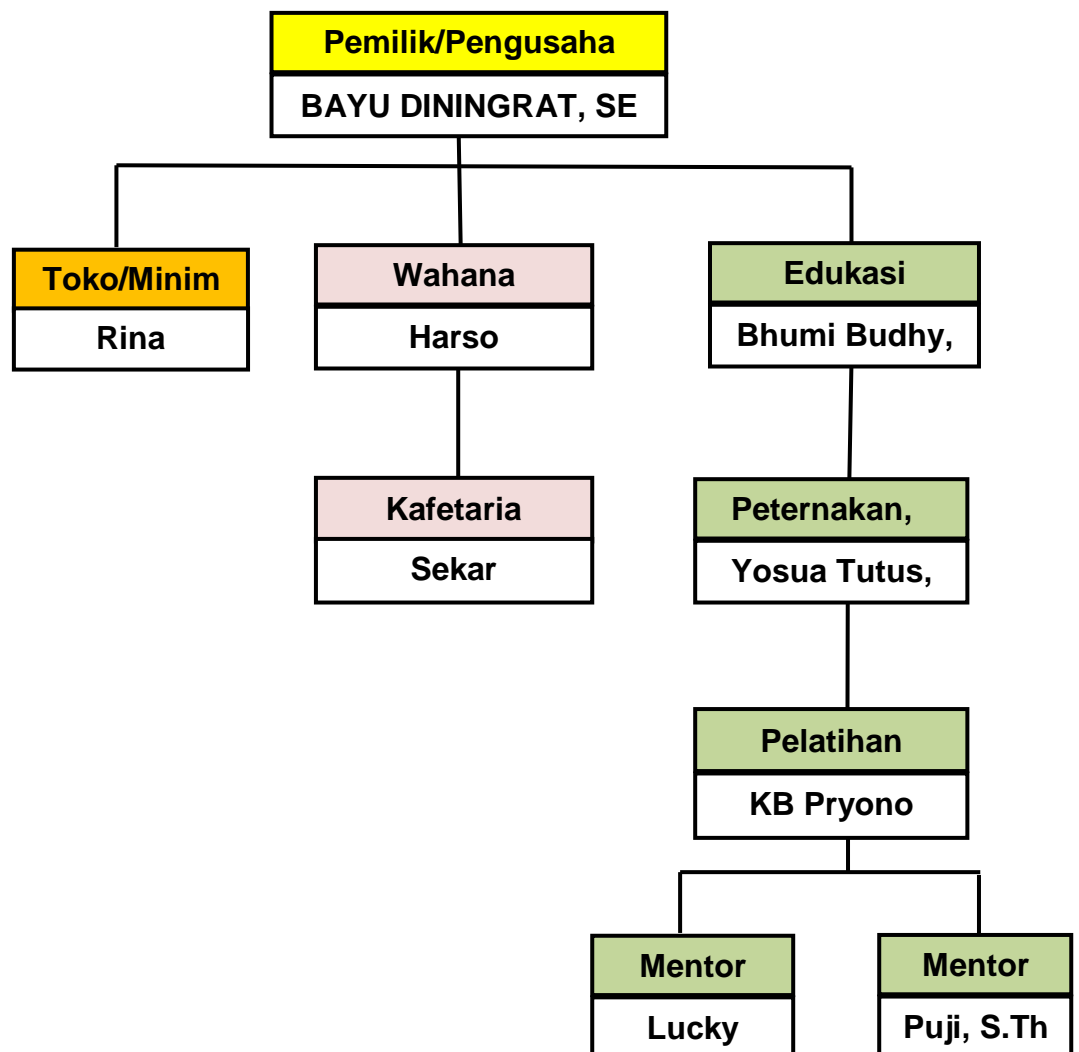 Pemilik/Pengusaha
BAYU DININGRAT, SE
Toko/Minim
Rina
Wahana
Harso
Edukasi
Bhumi Budhy,
Kafetaria
Sekar
Peternakan,
Yosua Tutus,
Pelatihan
KB Pryono
Mentor
Lucky
Mentor
Puji, S.Th